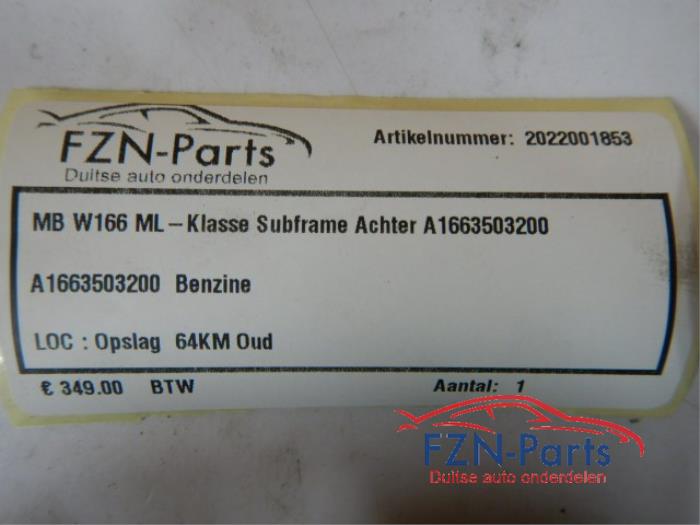 FZN-Parts
Duitse auto onderdelen
Artikelnummer: 2022001853
MB W166 ML-Klasse Subframe Achter A1663503200
A1663503200 Benzine
LOC : Opslag 64KM Oud
€ 349.00 BTW
Aantal: 1
FZN-Parts
Duitse auto onderdelen